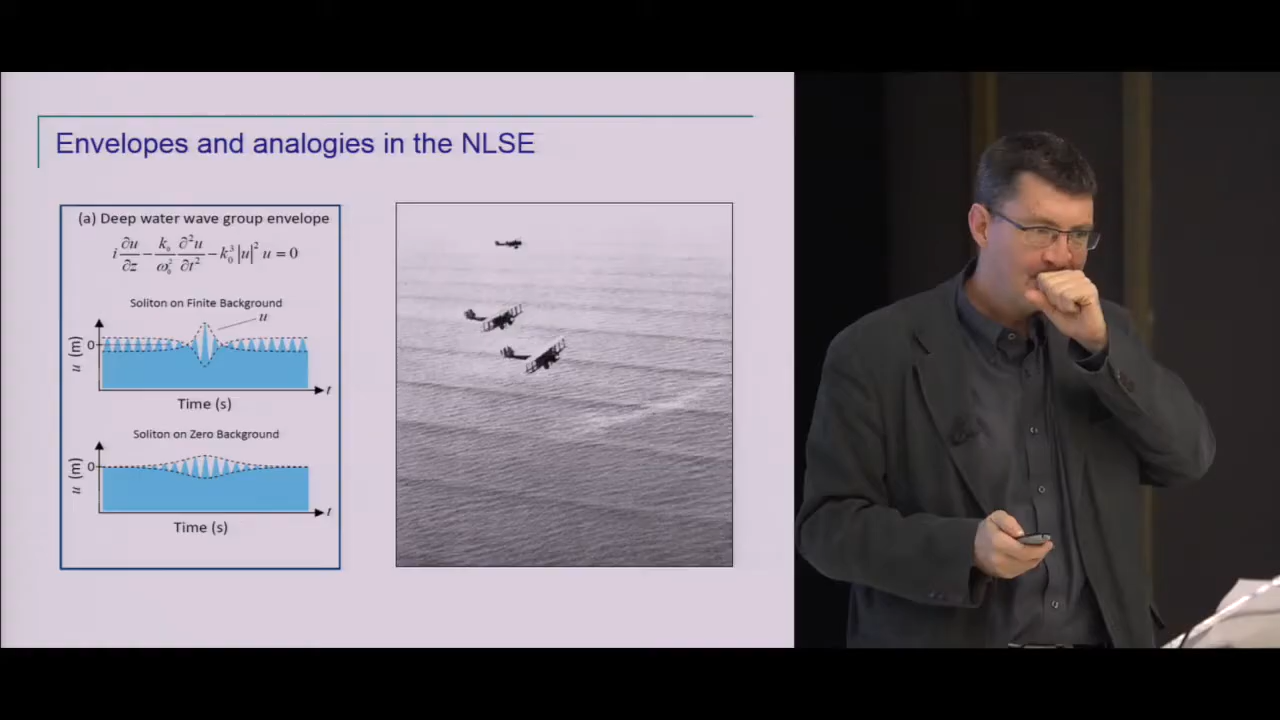 Envelopes and analogies in the NLSE
(a) Deep water wave group envelope
i ∂u/∂z − k₀/ω₀² ∂²u/∂t² − k₀³|u|²u = 0
Soliton on Finite Background
u
u (m)
0
t
Time (s)
Soliton on Zero Background
u (m)
0
t
Time (s)